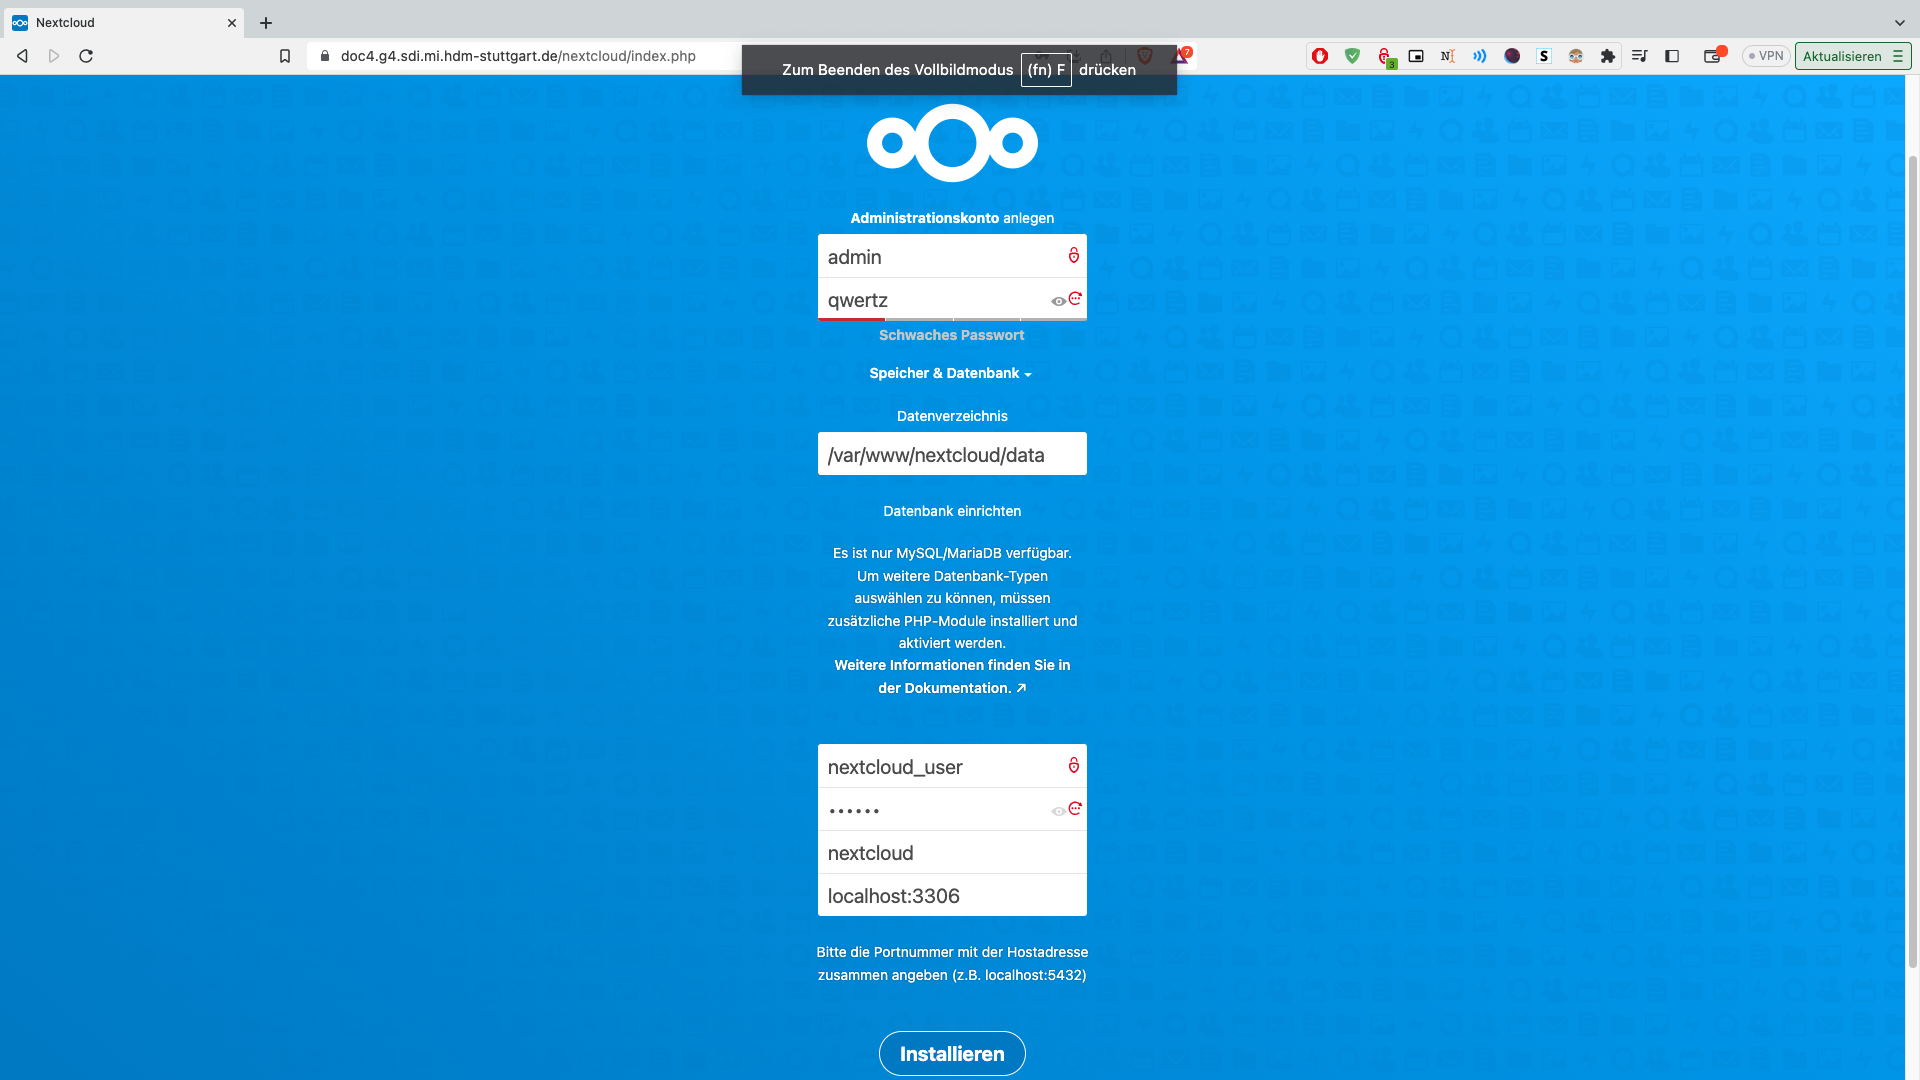 Nextcloud
doc4.g4.sdi.mi.hdm-stuttgart.de/nextcloud/index.php
Zum Beenden des Vollbildmodus (fn) F drücken
7
3
N
S
VPN
Aktualisieren
Administrationskonto anlegen
admin
qwertz
Schwaches Passwort
Speicher & Datenbank
Datenverzeichnis
/var/www/nextcloud/data
Datenbank einrichten
Es ist nur MySQL/MariaDB verfügbar.
Um weitere Datenbank-Typen
auswählen zu können, müssen
zusätzliche PHP-Module installiert und
aktiviert werden.
Weitere Informationen finden Sie in
der Dokumentation. ↗
nextcloud_user
••••••
nextcloud
localhost:3306
Bitte die Portnummer mit der Hostadresse
zusammen angeben (z.B. localhost:5432)
Installieren